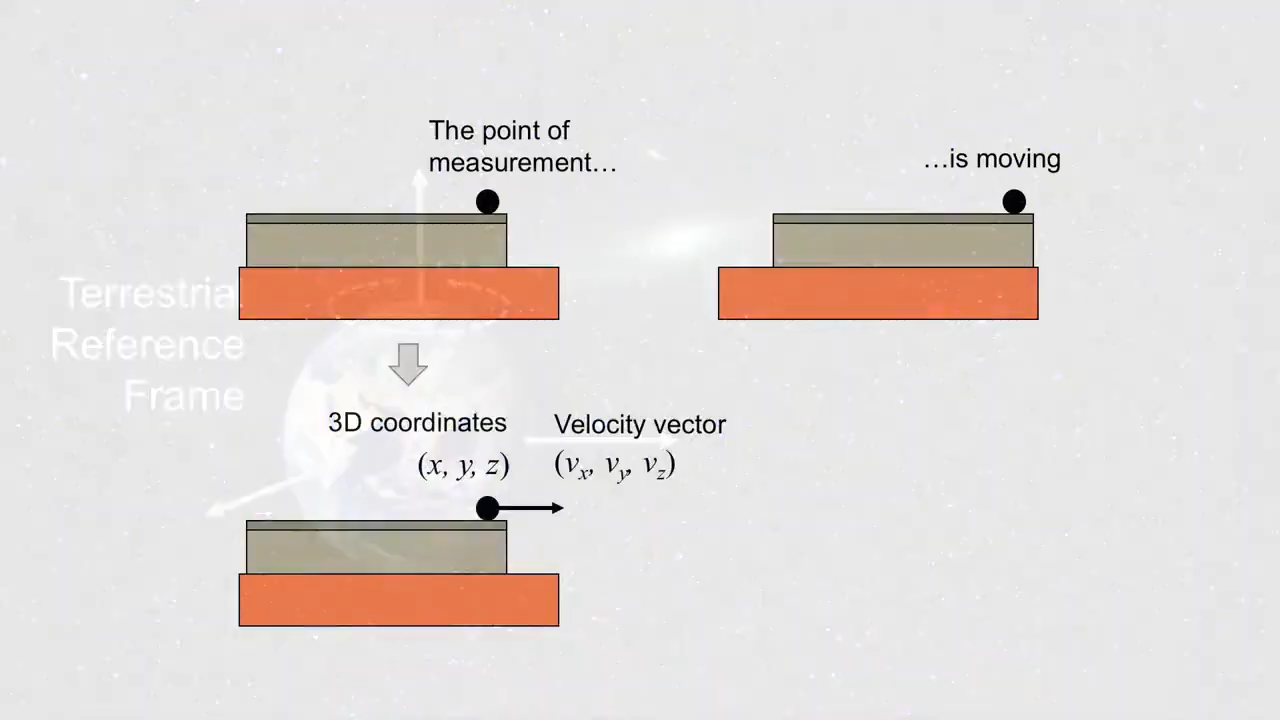 The point of
measurement…
…is moving
Terrestrial
Reference
Frame
3D coordinates
(x, y, z)
Velocity vector
(vx, vy, vz)